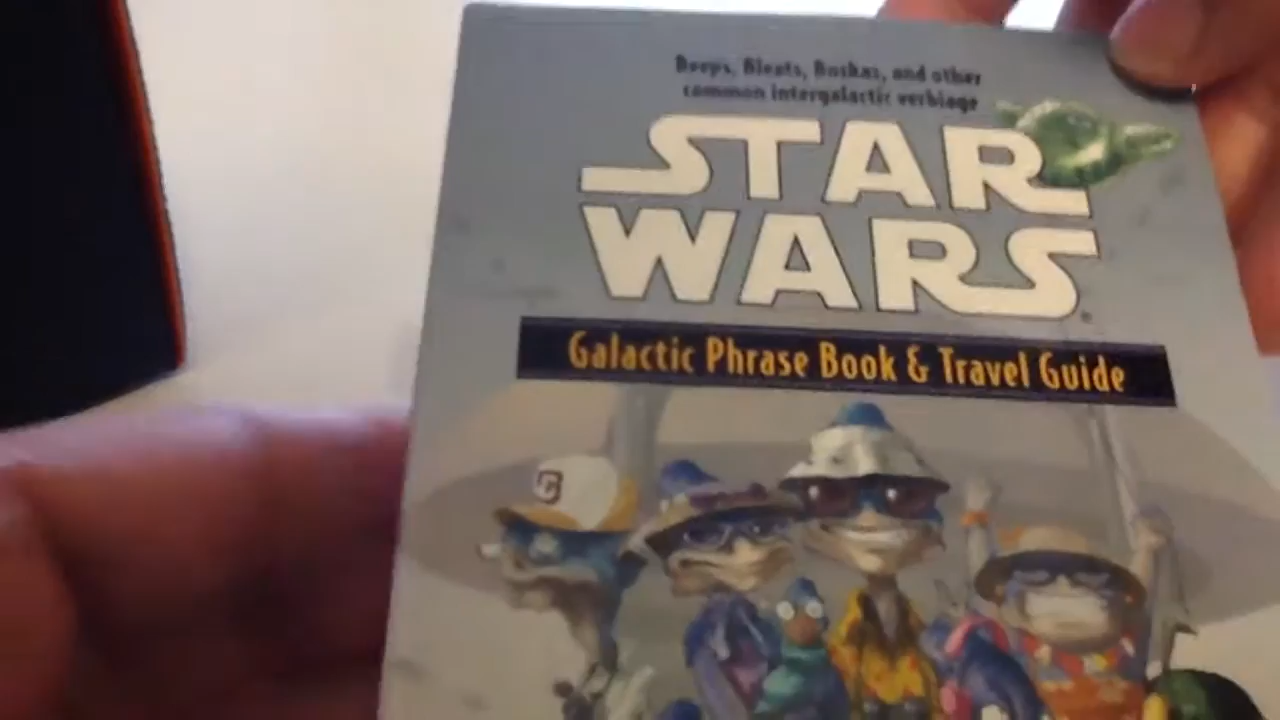 Beeps, Bleats, Boskas, and other
common intergalactic verbiage
STAR
WARS
Galactic Phrase Book & Travel Guide